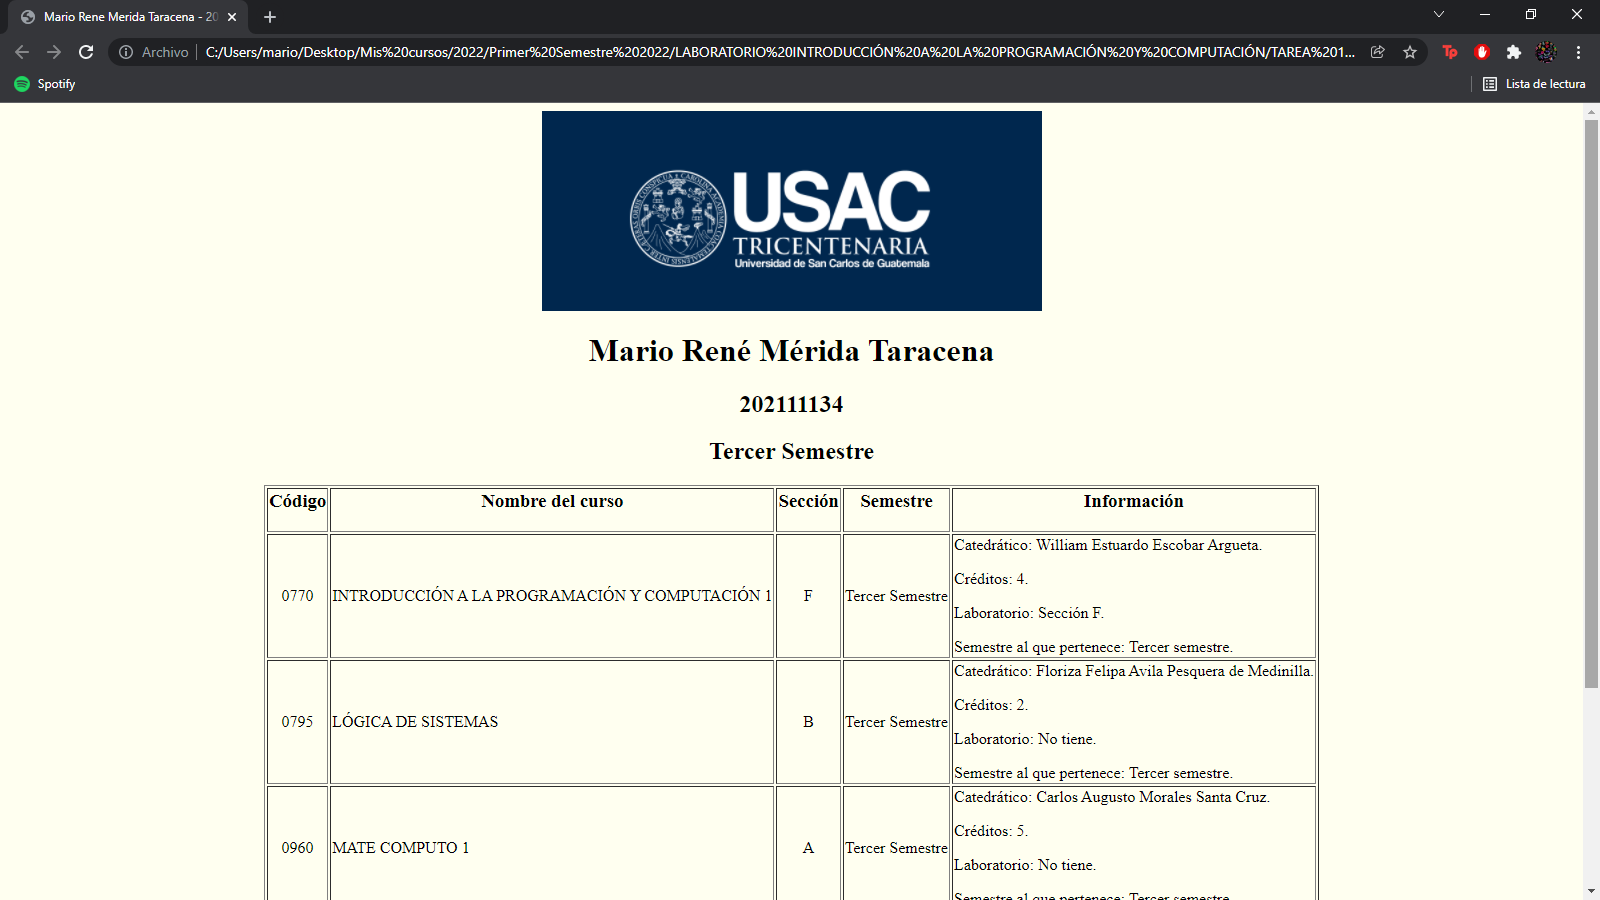 Mario Rene Merida Taracena - 20
Archivo
C:/Users/mario/Desktop/Mis%20cursos/2022/Primer%20Semestre%202022/LABORATORIO%20INTRODUCCIÓN%20A%20LA%20PROGRAMACIÓN%20Y%20COMPUTACIÓN/TAREA%201...
Spotify
Lista de lectura
USAC
TRICENTENARIA
Universidad de San Carlos de Guatemala
Mario René Mérida Taracena
202111134
Tercer Semestre
Código Nombre del curso Sección Semestre Información
0770 INTRODUCCIÓN A LA PROGRAMACIÓN Y COMPUTACIÓN 1 F Tercer Semestre
Catedrático: William Estuardo Escobar Argueta.
Créditos: 4.
Laboratorio: Sección F.
Semestre al que pertenece: Tercer semestre.
0795 LÓGICA DE SISTEMAS B Tercer Semestre
Catedrático: Floriza Felipa Avila Pesquera de Medinilla.
Créditos: 2.
Laboratorio: No tiene.
Semestre al que pertenece: Tercer semestre.
0960 MATE COMPUTO 1 A Tercer Semestre
Catedrático: Carlos Augusto Morales Santa Cruz.
Créditos: 5.
Laboratorio: No tiene.
Semestre al que pertenece: Tercer semestre.